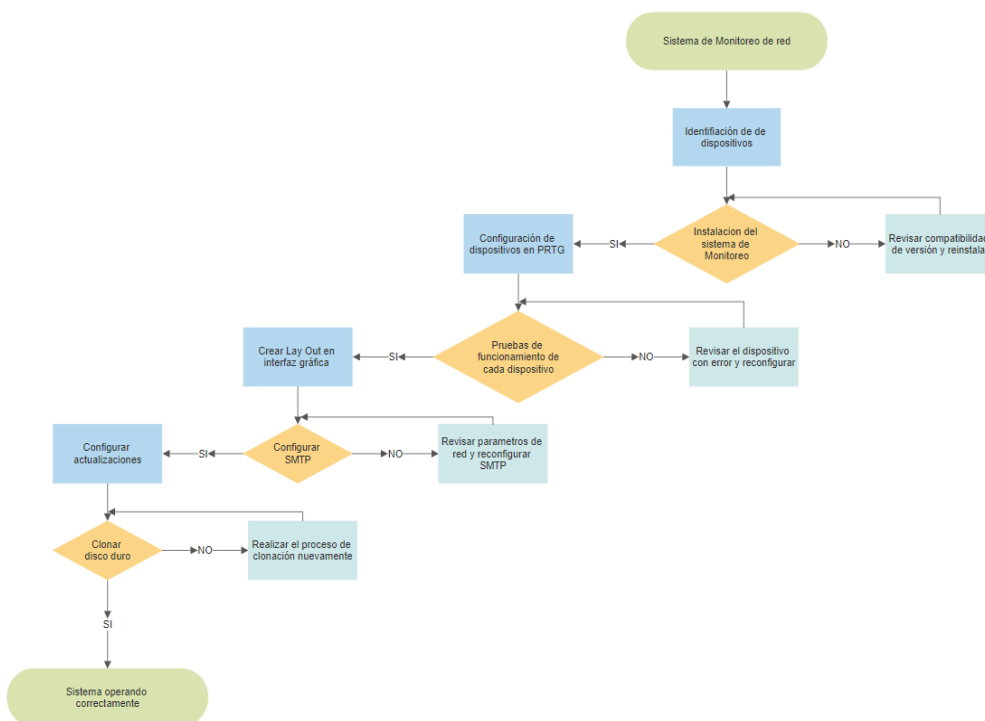 Sistema de Monitoreo de red
Identifiación de de
dispositivos
Instalacion del
sistema de
Monitoreo
SI
NO
Configuración de
dispositivos en PRTG
Revisar compatibilidad
de versión y reinstala
Pruebas de
funcionamiento de
cada dispositivo
SI
NO
Crear Lay Out en
interfaz gráfica
Revisar el dispositivo
con error y reconfigurar
Configurar
SMTP
SI
NO
Configurar
actualizaciones
Revisar parametros de
red y reconfigurar
SMTP
Clonar
disco duro
NO
Realizar el proceso de
clonación nuevamente
SI
Sistema operando
correctamente